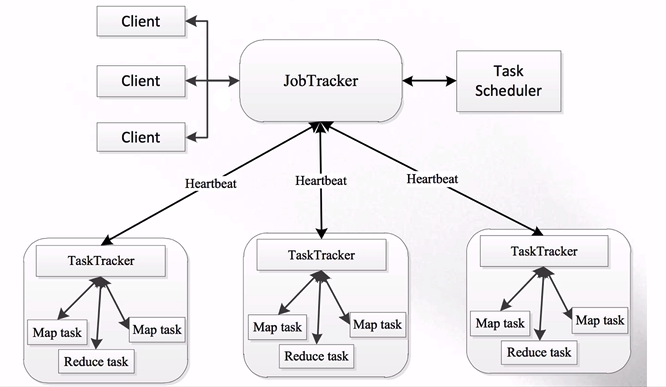 Client
Client
Client
JobTracker
Task
Scheduler
Heartbeat
Heartbeat
Heartbeat
TaskTracker
Map task
Map task
Reduce task
TaskTracker
Map task
Map task
Reduce task
TaskTracker
Map task
Map task
Reduce task